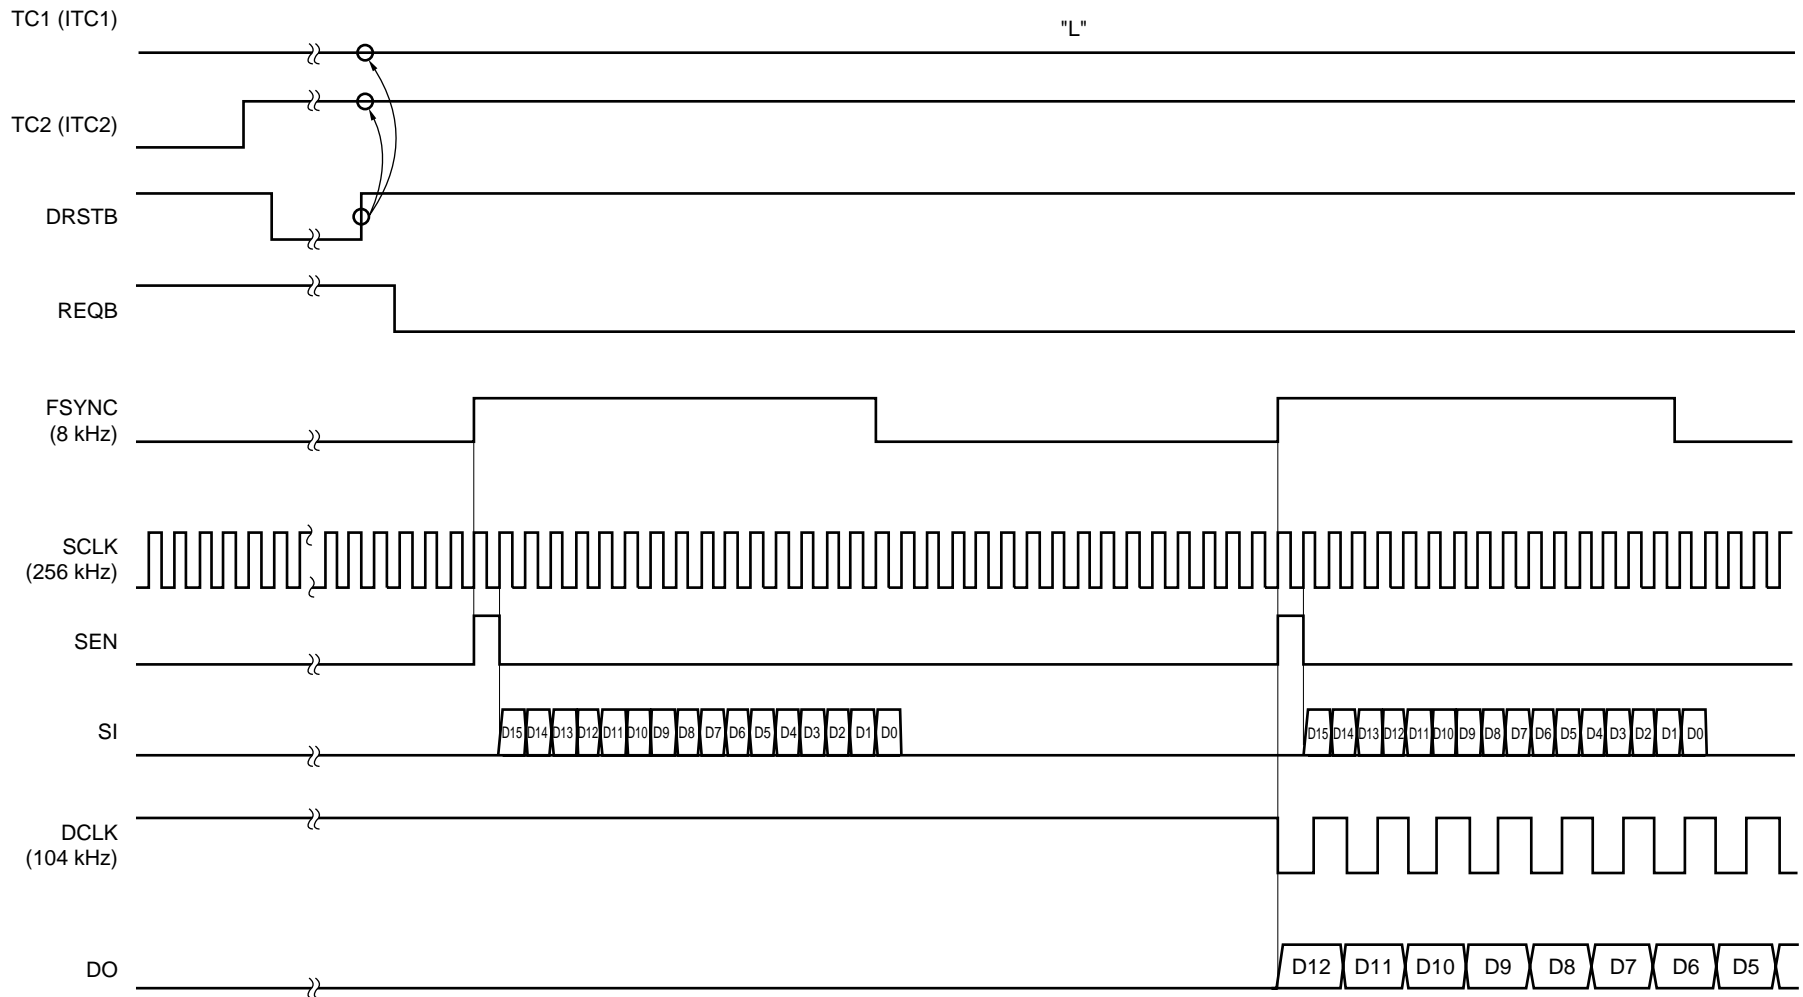 TC1 (ITC1)
"L"
TC2 (ITC2)
DRSTB
REQB
FSYNC
(8 kHz)
SCLK
(256 kHz)
SEN
SI
D15 D14 D13 D12 D11 D10 D9 D8 D7 D6 D5 D4 D3 D2 D1 D0
D15 D14 D13 D12 D11 D10 D9 D8 D7 D6 D5 D4 D3 D2 D1 D0
DCLK
(104 kHz)
DO
D12 D11 D10 D9 D8 D7 D6 D5